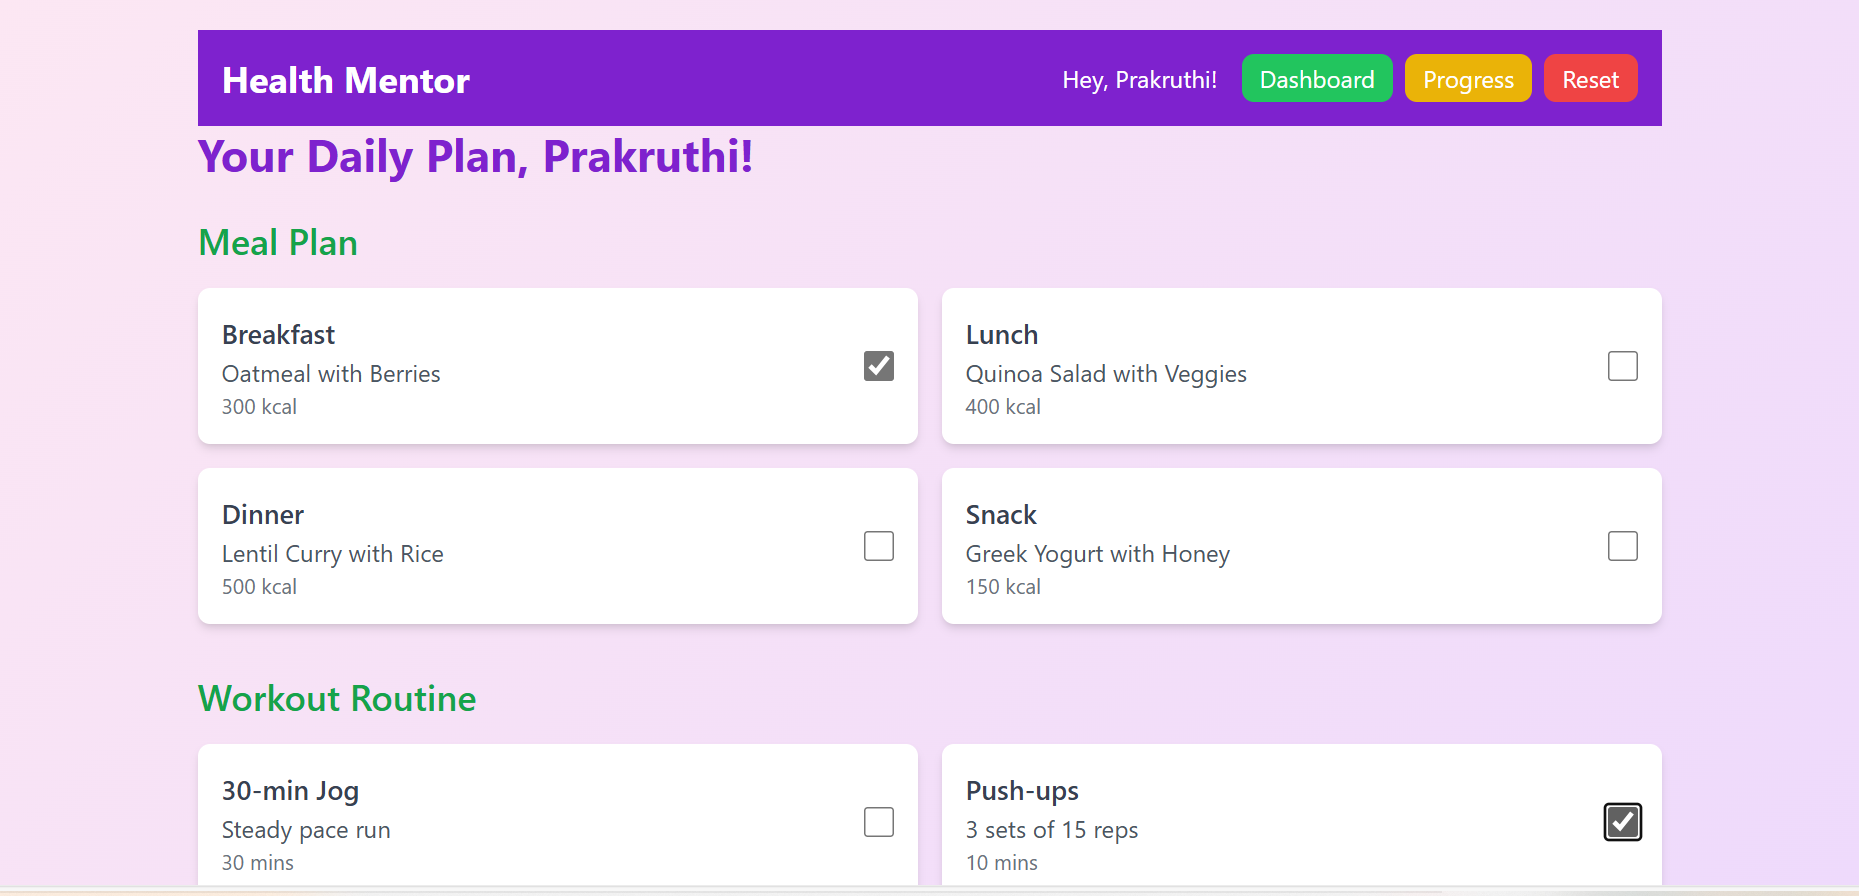 Health Mentor
Hey, Prakruthi!
Dashboard
Progress
Reset
Your Daily Plan, Prakruthi!
Meal Plan
Breakfast
Oatmeal with Berries
300 kcal
Lunch
Quinoa Salad with Veggies
400 kcal
Dinner
Lentil Curry with Rice
500 kcal
Snack
Greek Yogurt with Honey
150 kcal
Workout Routine
30-min Jog
Steady pace run
30 mins
Push-ups
3 sets of 15 reps
10 mins